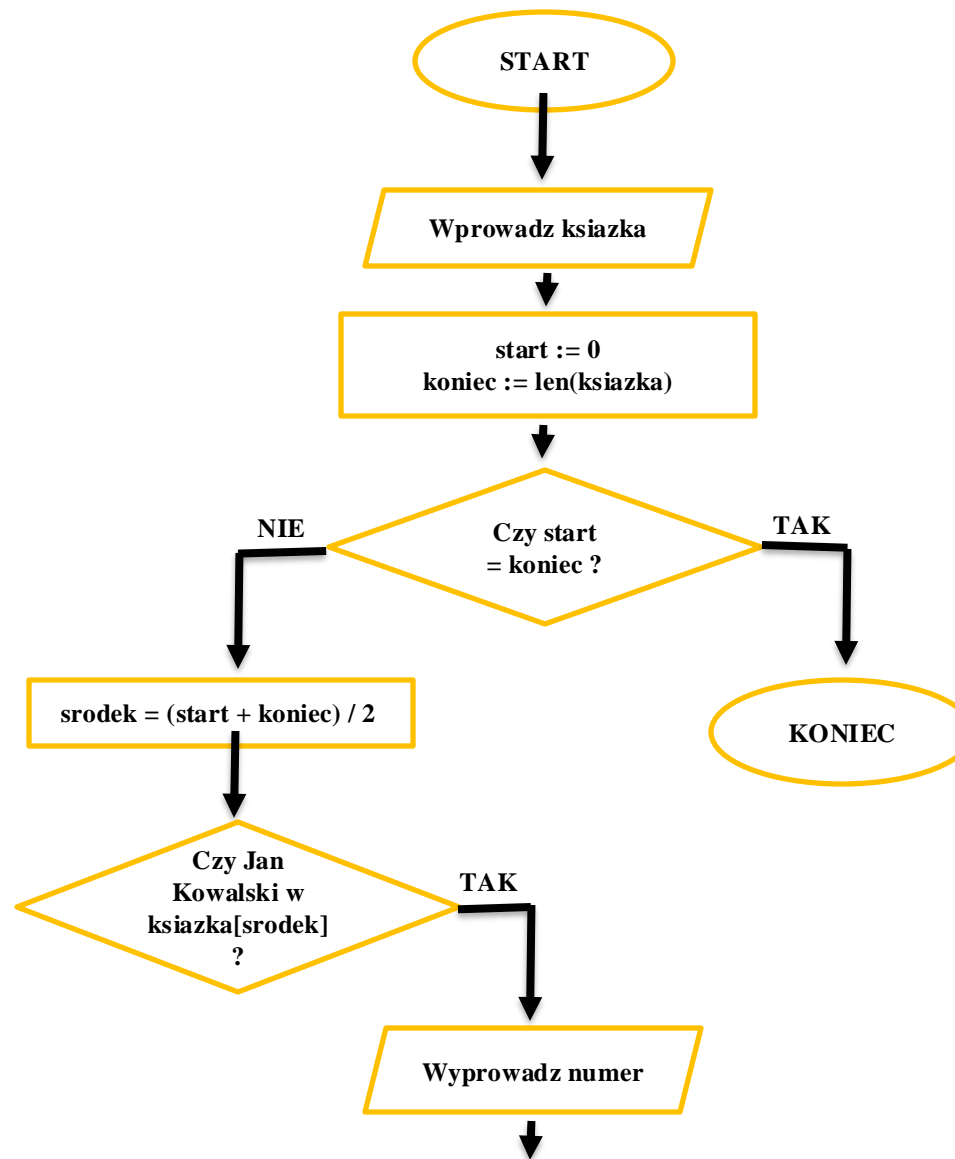 START
Wprowadz ksiazka
start := 0
koniec := len(ksiazka)
Czy start
= koniec ?
NIE
TAK
srodek = (start + koniec) / 2
KONIEC
Czy Jan
Kowalski w
ksiazka[srodek]
?
TAK
Wyprowadz numer